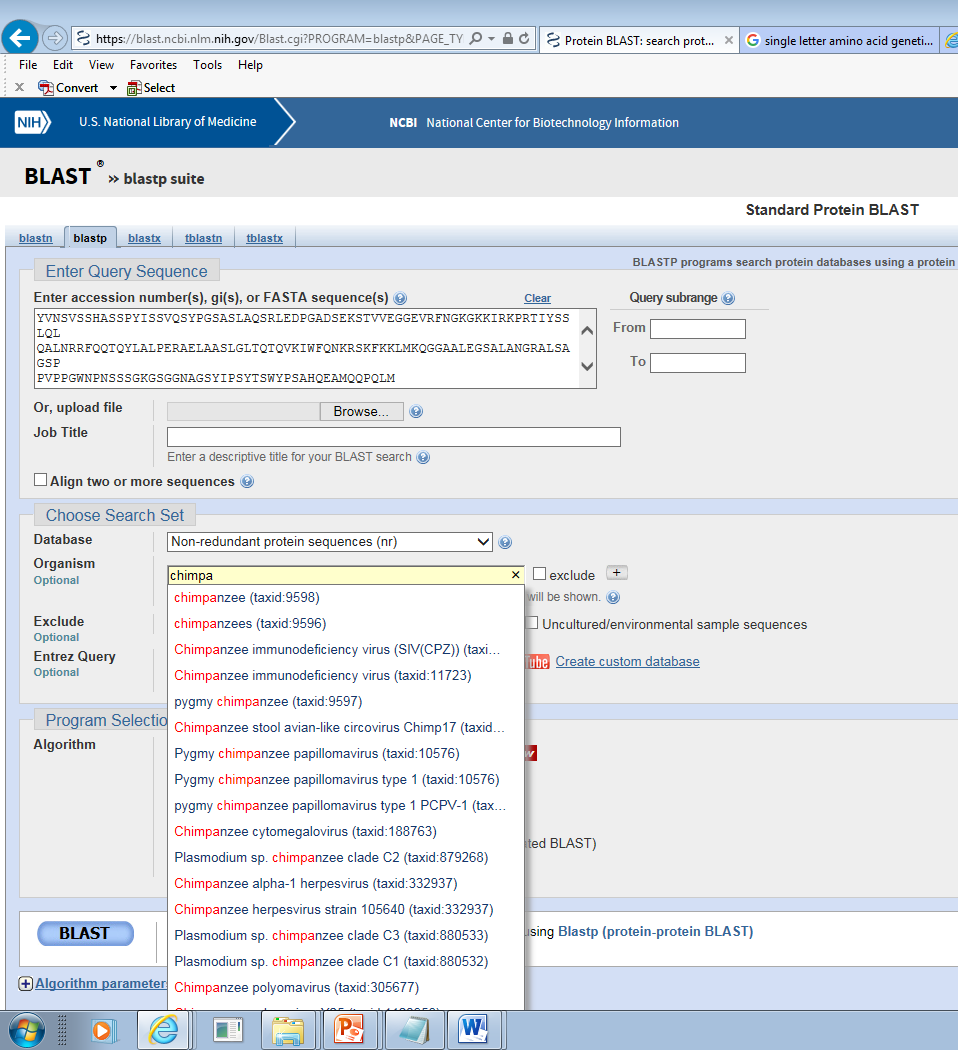 https://blast.ncbi.nlm.nih.gov/Blast.cgi?PROGRAM=blastp&PAGE_TY
Protein BLAST: search prot...
single letter amino acid geneti...
File Edit View Favorites Tools Help
x Convert Select
NIH U.S. National Library of Medicine NCBI National Center for Biotechnology Information
BLAST ® » blastp suite
Standard Protein BLAST
blastn blastp blastx tblastn tblastx
BLASTP programs search protein databases using a protein
Enter Query Sequence
Enter accession number(s), gi(s), or FASTA sequence(s) Clear Query subrange
YVNSVSSHASSPYISSVQSYPGSASLAQSRLEDPGADSEKSTVVEGGEVRFNGKGKKIRKPRTIYSS
LQL
QALNRRFQQTQYLALPERAELAASLGLTQTQVKIWFQNKRSKFKKLMKQGGAALEGSALANGRALSA
GSP
PVPPGWNPNSSSGKGSGGNAGSYIPSYTSWYPSAHQEAMQQPQLM
From
To
Or, upload file Browse...
Job Title
Enter a descriptive title for your BLAST search
Align two or more sequences
Choose Search Set
Database Non-redundant protein sequences (nr)
Organism
Optional
chimpa × exclude +
will be shown.
Exclude
Optional
Uncultured/environmental sample sequences
Entrez Query
Optional
Create custom database
chimpanzee (taxid:9598)
chimpanzees (taxid:9596)
Chimpanzee immunodeficiency virus (SIV(CPZ)) (taxi...
Chimpanzee immunodeficiency virus (taxid:11723)
pygmy chimpanzee (taxid:9597)
Chimpanzee stool avian-like circovirus Chimp17 (taxid...
Pygmy chimpanzee papillomavirus (taxid:10576)
Pygmy chimpanzee papillomavirus type 1 (taxid:10576)
pygmy chimpanzee papillomavirus type 1 PCPV-1 (tax...
Chimpanzee cytomegalovirus (taxid:188763)
Plasmodium sp. chimpanzee clade C2 (taxid:879268)
Chimpanzee alpha-1 herpesvirus (taxid:332937)
Chimpanzee herpesvirus strain 105640 (taxid:332937)
Plasmodium sp. chimpanzee clade C3 (taxid:880533)
Plasmodium sp. chimpanzee clade C1 (taxid:880532)
Chimpanzee polyomavirus (taxid:305677)
Program Selectio
Algorithm
ted BLAST)
BLAST
using Blastp (protein-protein BLAST)
+ Algorithm parameter